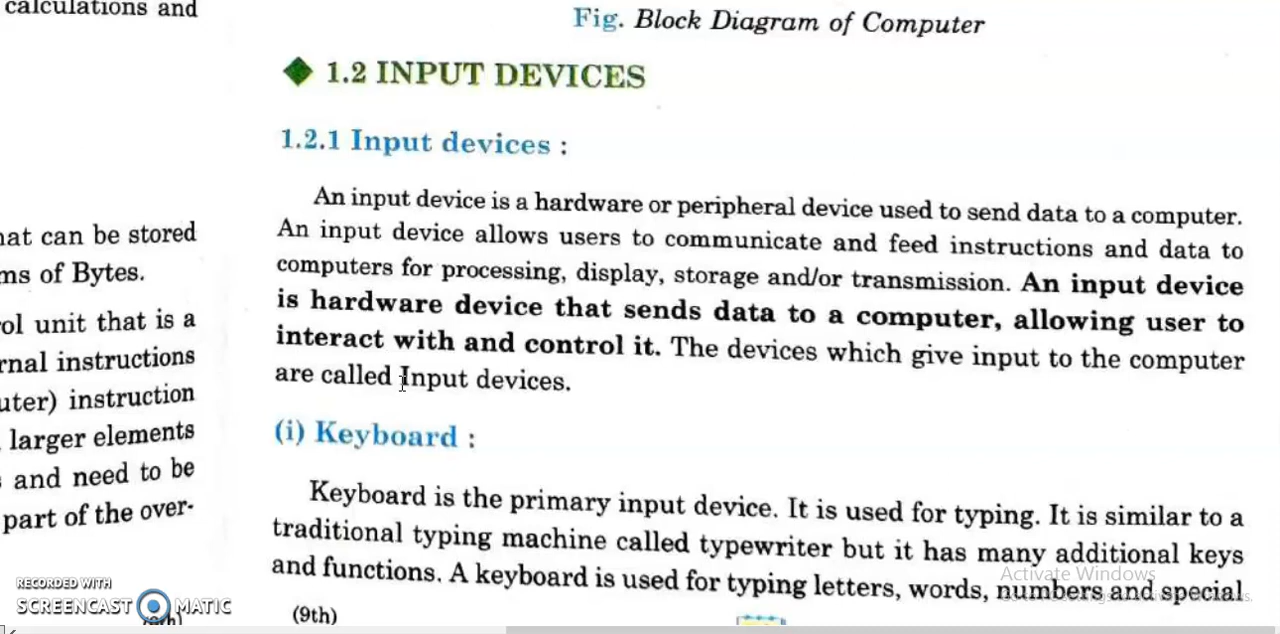 calculations and
Fig. Block Diagram of Computer
1.2 INPUT DEVICES
1.2.1 Input devices :
An input device is a hardware or peripheral device used to send data to a computer.
An input device allows users to communicate and feed instructions and data to
computers for processing, display, storage and/or transmission. An input device
is hardware device that sends data to a computer, allowing user to
interact with and control it. The devices which give input to the computer
are called Input devices.
(i) Keyboard :
Keyboard is the primary input device. It is used for typing. It is similar to a
traditional typing machine called typewriter but it has many additional keys
and functions. A keyboard is used for typing letters, words, numbers and special
(9th)
hat can be stored
ms of Bytes.
ol unit that is a
rnal instructions
uter) instruction
larger elements
and need to be
part of the over-
RECORDED WITH
SCREENCAST MATIC
Activate Windows